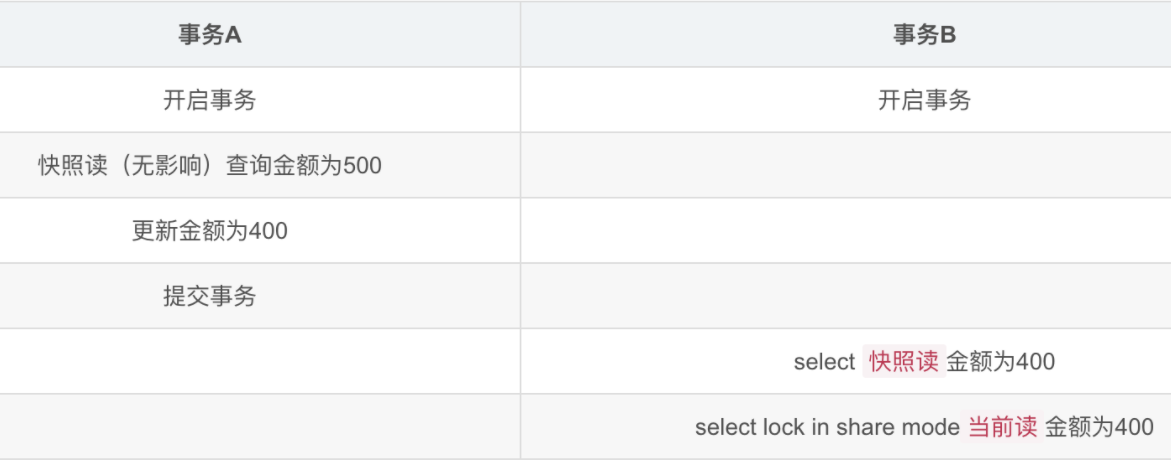 事务A 事务B
开启事务 开启事务
快照读（无影响）查询金额为500
更新金额为400
提交事务
select 快照读 金额为400
select lock in share mode 当前读 金额为400